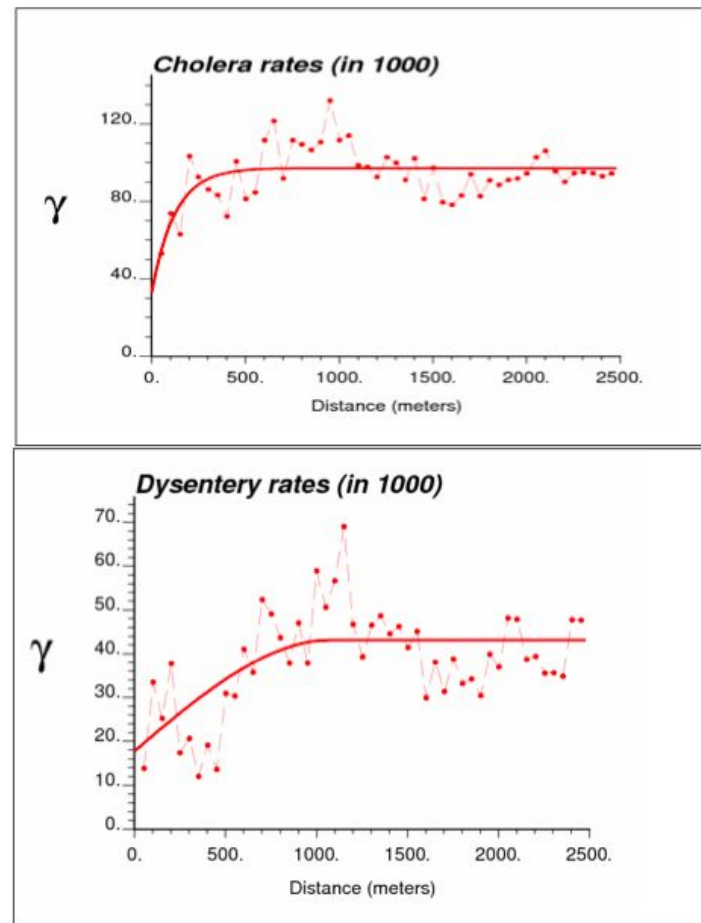 Cholera rates (in 1000)
120.
80.
40.
0.
γ
0. 500. 1000. 1500. 2000. 2500.
Distance (meters)
Dysentery rates (in 1000)
70.
60.
50.
40.
30.
20.
10.
0.
γ
0. 500. 1000. 1500. 2000. 2500.
Distance (meters)